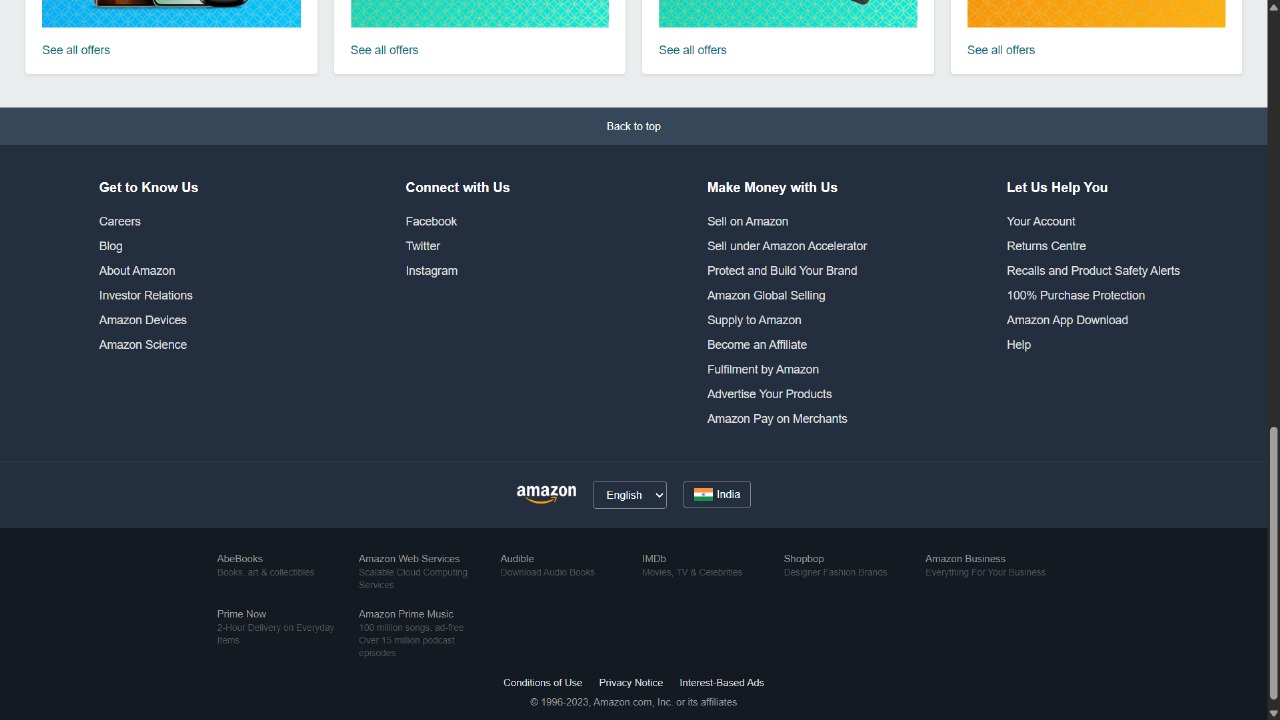 See all offers
See all offers
See all offers
See all offers
Back to top
Get to Know Us
Careers
Blog
About Amazon
Investor Relations
Amazon Devices
Amazon Science
Connect with Us
Facebook
Twitter
Instagram
Make Money with Us
Sell on Amazon
Sell under Amazon Accelerator
Protect and Build Your Brand
Amazon Global Selling
Supply to Amazon
Become an Affiliate
Fulfilment by Amazon
Advertise Your Products
Amazon Pay on Merchants
Let Us Help You
Your Account
Returns Centre
Recalls and Product Safety Alerts
100% Purchase Protection
Amazon App Download
Help
amazon
English
India
AbeBooks
Books, art & collectibles
Amazon Web Services
Scalable Cloud Computing
Services
Audible
Download Audio Books
IMDb
Movies, TV & Celebrities
Shopbop
Designer Fashion Brands
Amazon Business
Everything For Your Business
Prime Now
2-Hour Delivery on Everyday
Items
Amazon Prime Music
100 million songs, ad-free
Over 15 million podcast
episodes
Conditions of Use
Privacy Notice
Interest-Based Ads
© 1996-2023, Amazon.com, Inc. or its affiliates